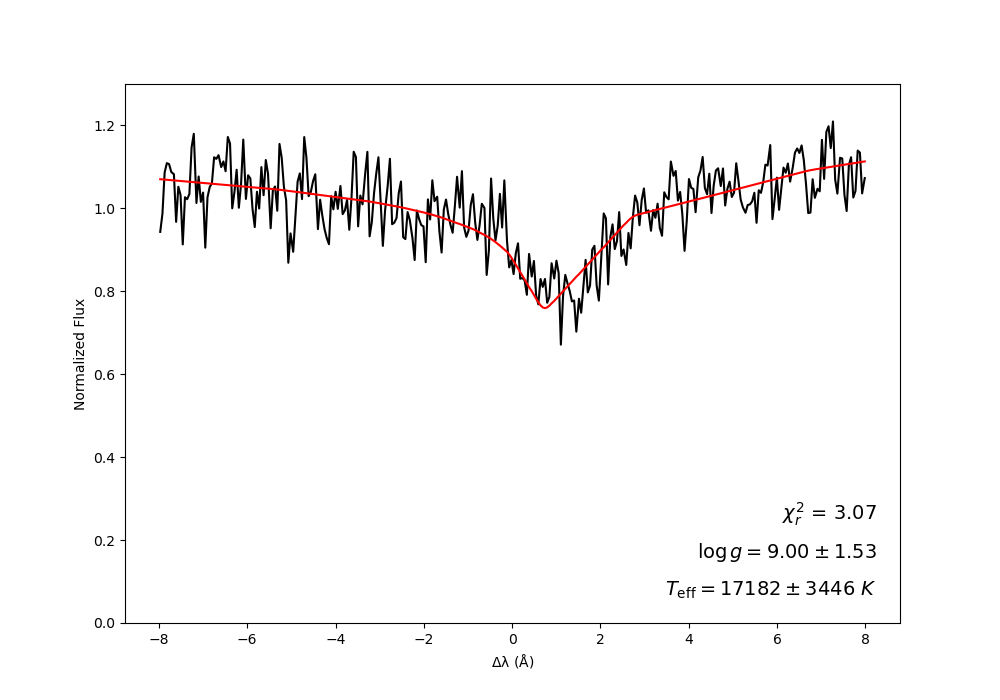 1.2
1.0
0.8
0.6
0.4
0.2
0.0
Normalized Flux
χ²ᵣ = 3.07
log g = 9.00 ± 1.53
T_eff = 17182 ± 3446 K
−8 −6 −4 −2 0 2 4 6 8
Δλ (Å)